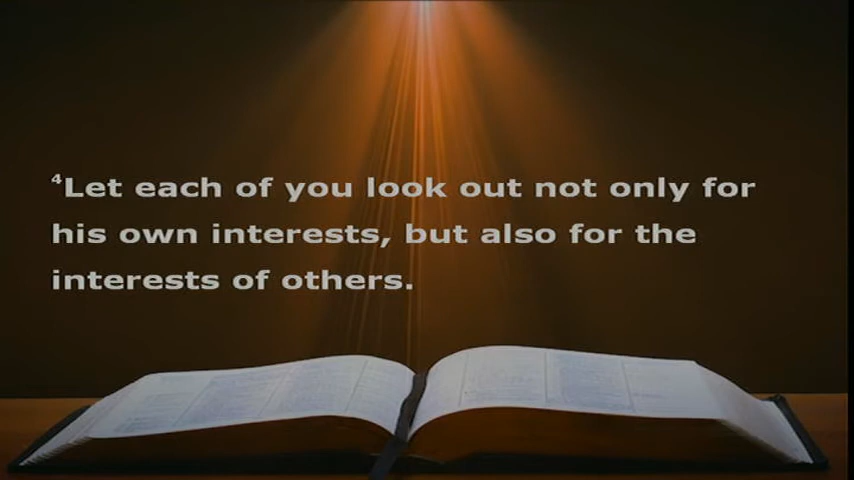 ⁴Let each of you look out not only for
his own interests, but also for the
interests of others.